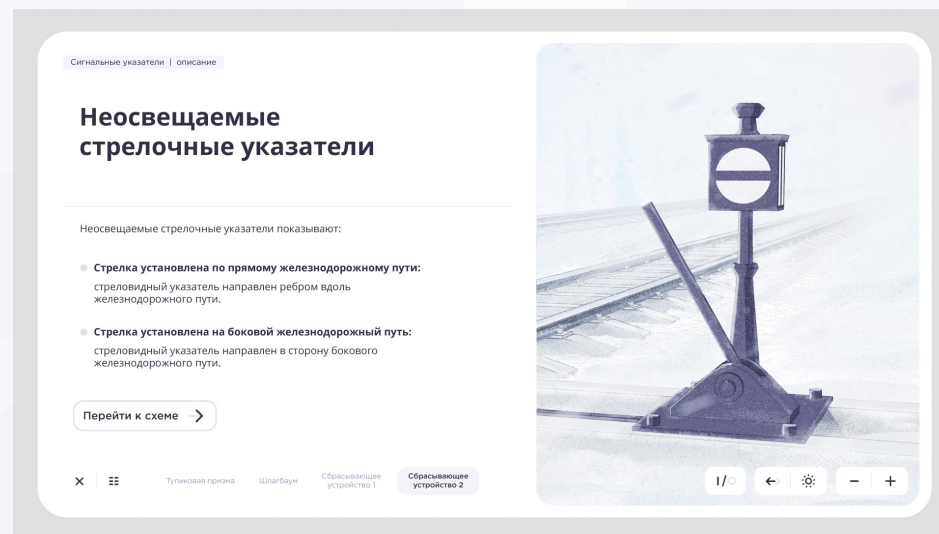 Сигнальные указатели | описание
Неосвещаемые
стрелочные указатели
Неосвещаемые стрелочные указатели показывают:
Стрелка установлена по прямому железнодорожному пути:
стреловидный указатель направлен ребром вдоль
железнодорожного пути.
Стрелка установлена на боковой железнодорожный путь:
стреловидный указатель направлен в сторону бокового
железнодорожного пути.
Перейти к схеме
Тупиковая призма
Шлагбаум
Сбрасывающее
устройство 1
Сбрасывающее
устройство 2